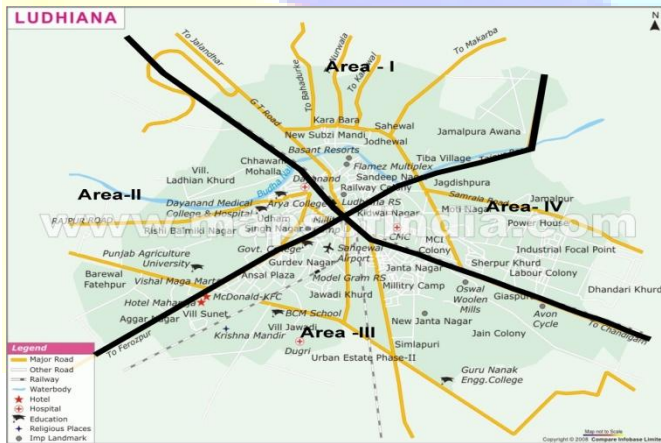 LUDHIANA
N
To Jalandhar
G.T. Road
To Bahadurke
Area - I
To Makarba
Kara Bara
New Subzi Mandi
Sahewal
Jodhewal
Jamalpura Awana
Basant Resorts
Chhawani
Mohalla
Flamez Multiplex
Tiba Village
Vill.
Ladhian Khurd
Sandeep Nagar
Railway Colony
Jagdishpura
Area-II
Dayanand Medical
College & Hospital
Arya College
Ludhiana RS
Samrala Road
Jamalpur
Kidwai Nagar
Moti Nagar
Area- IV
Power House
Rishi Balmiki Nagar
Singh Nagar
CMC
MCI
Colony
Industrial Focal Point
Govt. College
Sahnewal
Airport
Punjab Agriculture
University
Gurdev Nagar
Sherpur Khurd
Labour Colony
Barewal
Fatehpur
Vishal Maga Mart
Ansal Plaza
Model Gram RS
Janta Nagar
Millitry Camp
Dhandari Khurd
Hotel Maharaja
McDonald-KFC
Jawadi Khurd
Oswal
Woolen
Mills
Giaspur
Aggar Nagar
Vill Sunet
BCM School
New Janta Nagar
Avon
Cycle
To Chandigarh
Krishna Mandir
Vill Jawadi
Area -III
Jain Colony
To Ferozpur
Dugri
Simlapuri
Urban Estate Phase-II
Guru Nanak
Engg.College
Legend
Major Road
Other Road
Railway
Waterbody
Hotel
Hospital
Education
Religious Places
Imp Landmark
Map not to Scale
Copyright © 2008 Compare Infobase Limited